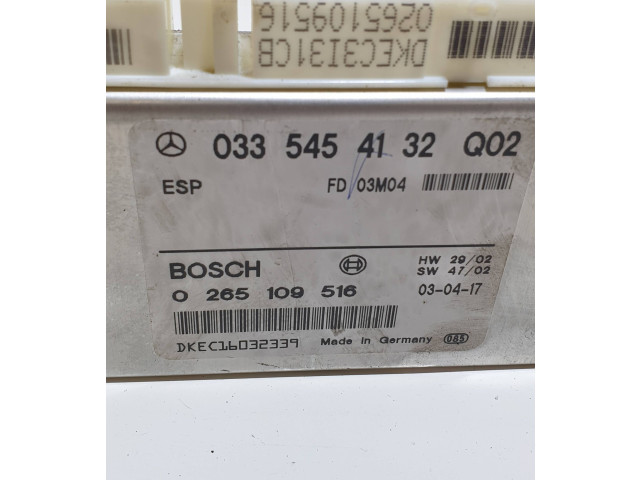 0265109516
DKEC3I31CB
033 545 41 32 Q02
ESP FD 03M04
BOSCH HW 29/02
SW 47/02
0 265 109 516 03-04-17
DKEC16032339 Made in Germany 085